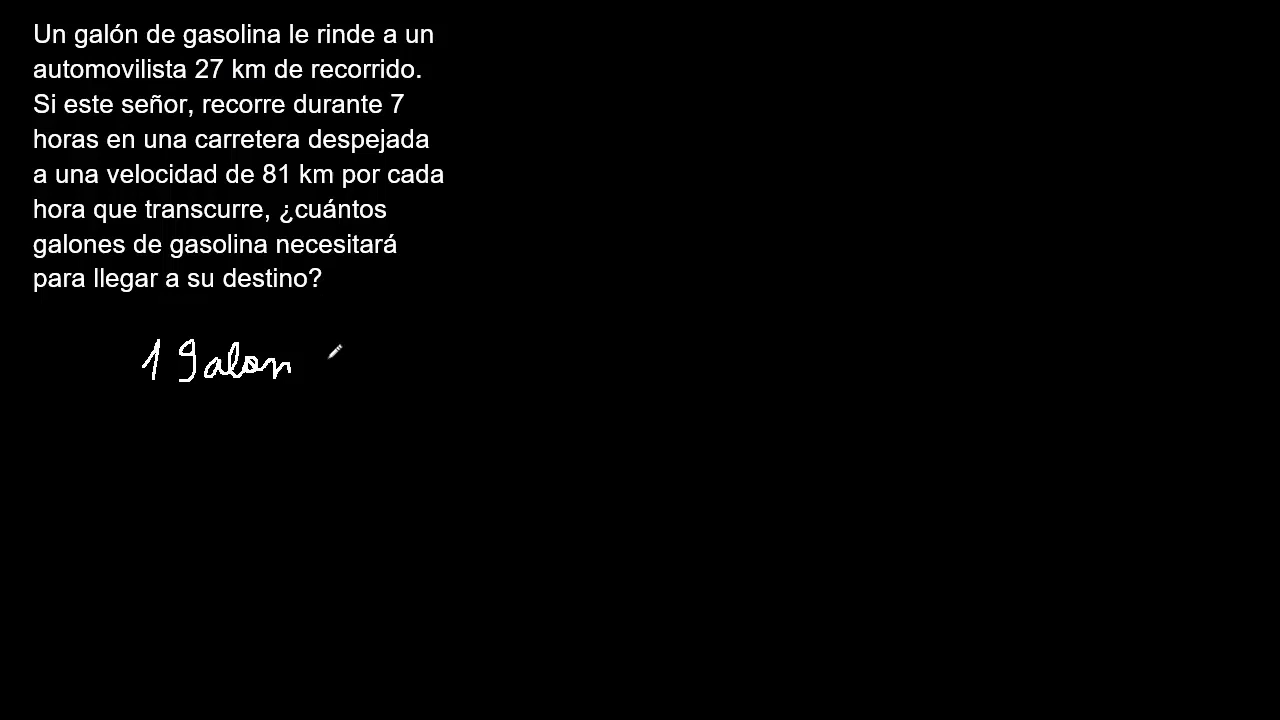 Un galón de gasolina le rinde a un
automovilista 27 km de recorrido.
Si este señor, recorre durante 7
horas en una carretera despejada
a una velocidad de 81 km por cada
hora que transcurre, ¿cuántos
galones de gasolina necesitará
para llegar a su destino?
1 Galon